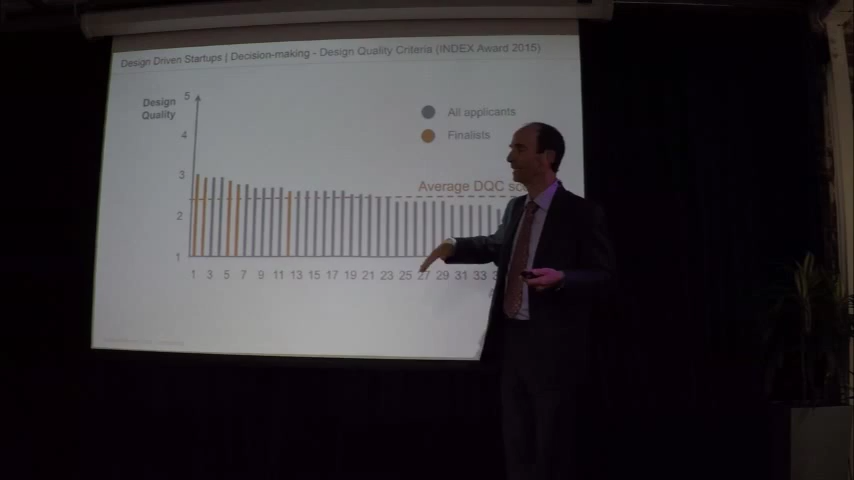 Design Driven Startups | Decision-making - Design Quality Criteria (INDEX Award 2015)
Design
Quality
5
4
3
2
1
All applicants
Finalists
Average DQC
1 3 5 7 9 11 13 15 17 19 21 23 25 27 29 31 33